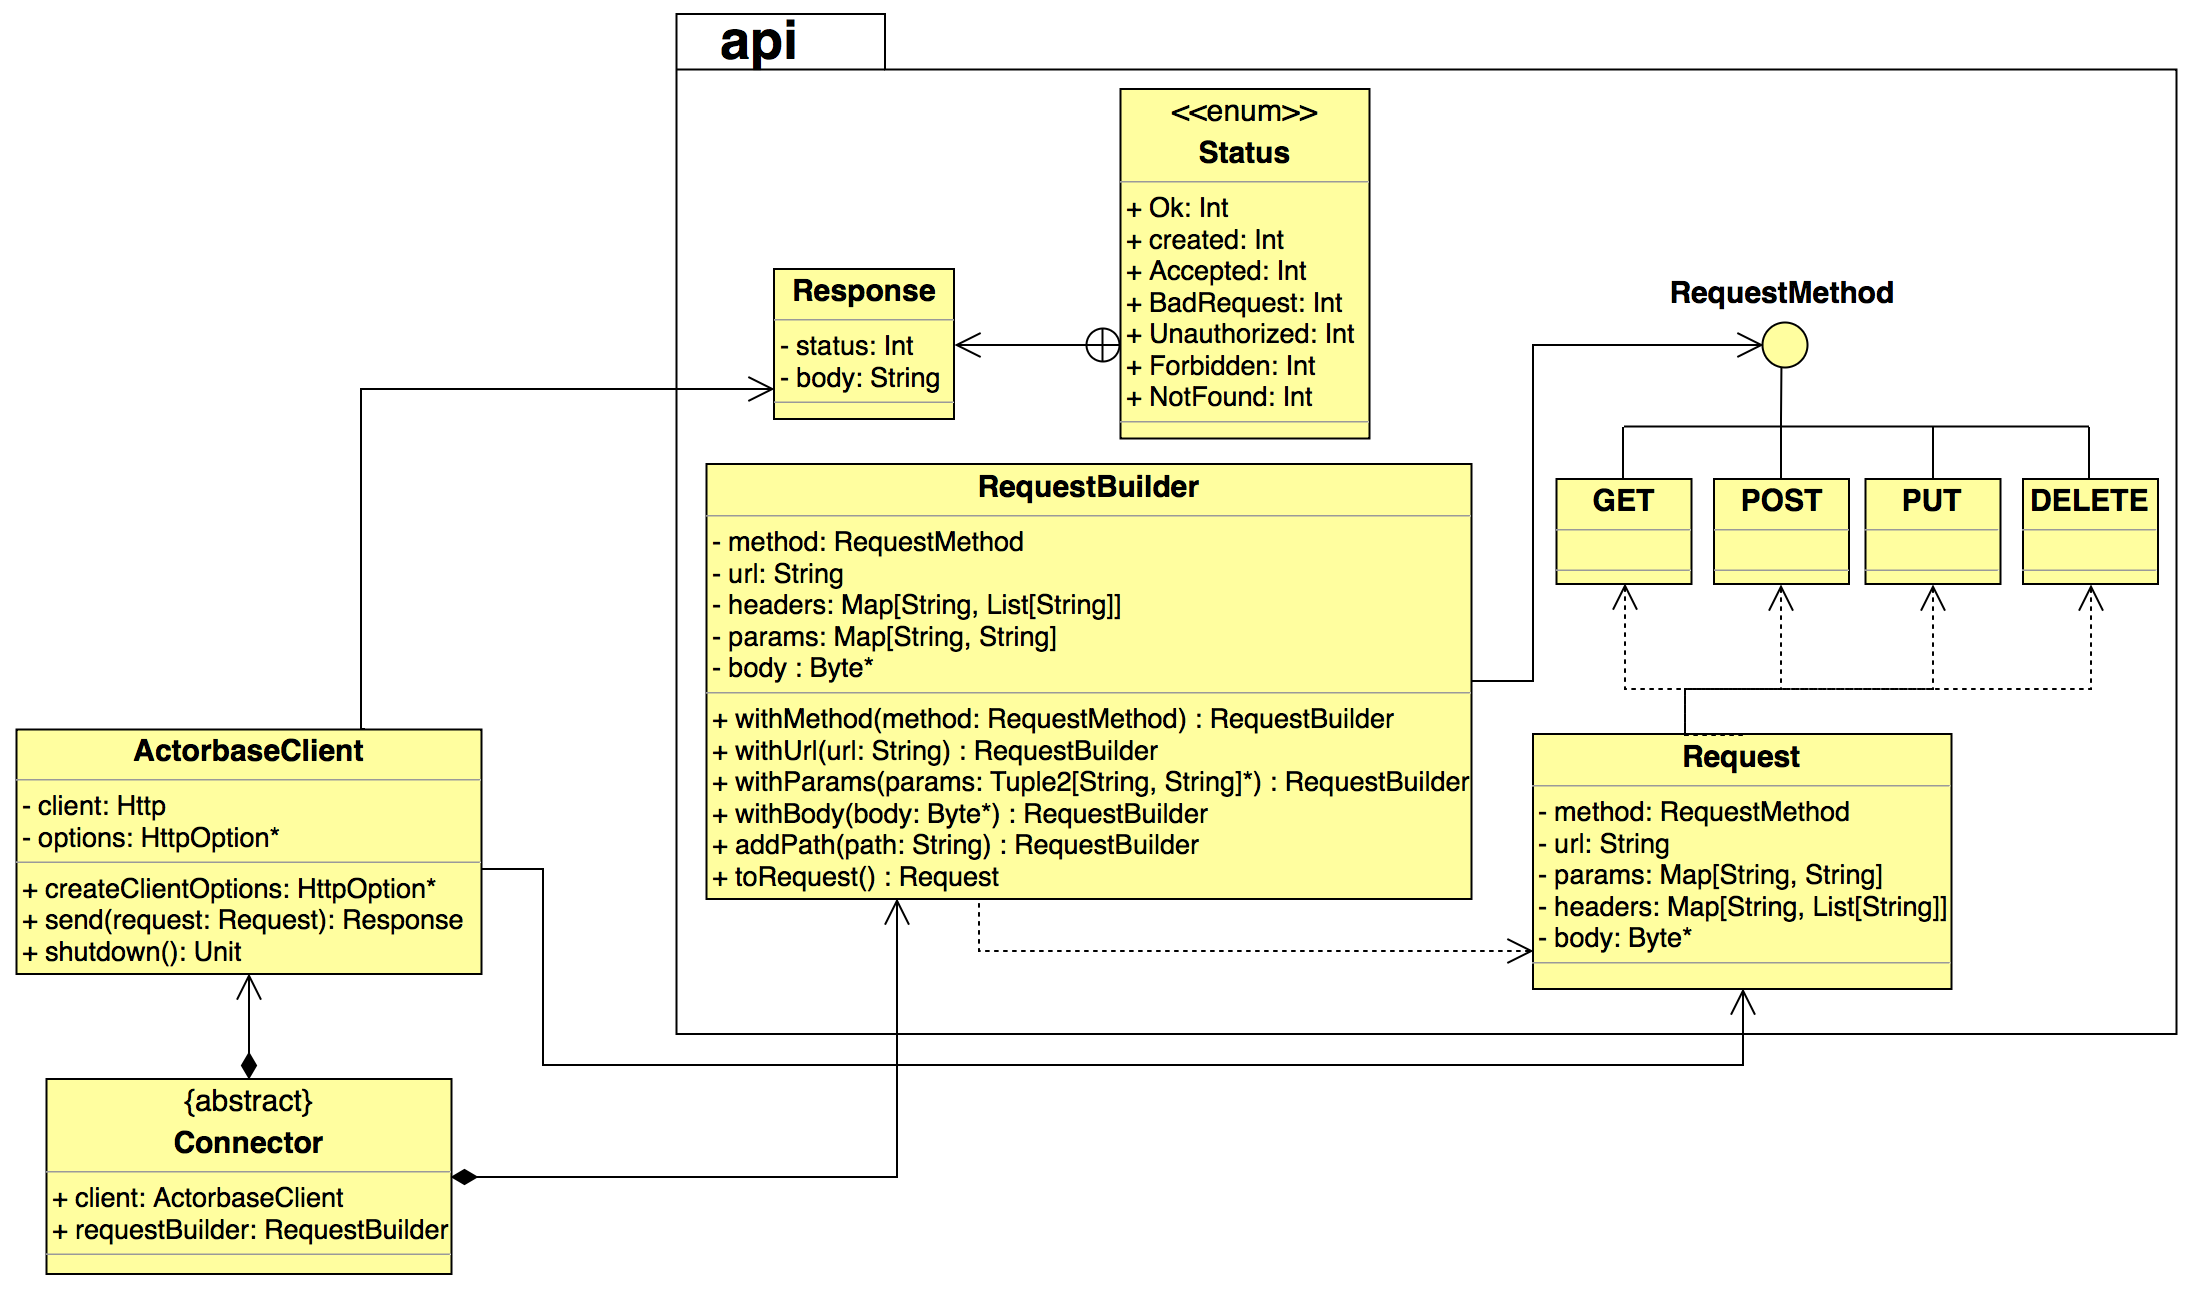 api
<<enum>>
Status
+ Ok: Int
+ created: Int
+ Accepted: Int
+ BadRequest: Int
+ Unauthorized: Int
+ Forbidden: Int
+ NotFound: Int
Response
- status: Int
- body: String
RequestMethod
GET
POST
PUT
DELETE
RequestBuilder
- method: RequestMethod
- url: String
- headers: Map[String, List[String]]
- params: Map[String, String]
- body : Byte*
+ withMethod(method: RequestMethod) : RequestBuilder
+ withUrl(url: String) : RequestBuilder
+ withParams(params: Tuple2[String, String]*) : RequestBuilder
+ withBody(body: Byte*) : RequestBuilder
+ addPath(path: String) : RequestBuilder
+ toRequest() : Request
ActorbaseClient
- client: Http
- options: HttpOption*
+ createClientOptions: HttpOption*
+ send(request: Request): Response
+ shutdown(): Unit
Request
- method: RequestMethod
- url: String
- params: Map[String, String]
- headers: Map[String, List[String]]
- body: Byte*
{abstract}
Connector
+ client: ActorbaseClient
+ requestBuilder: RequestBuilder